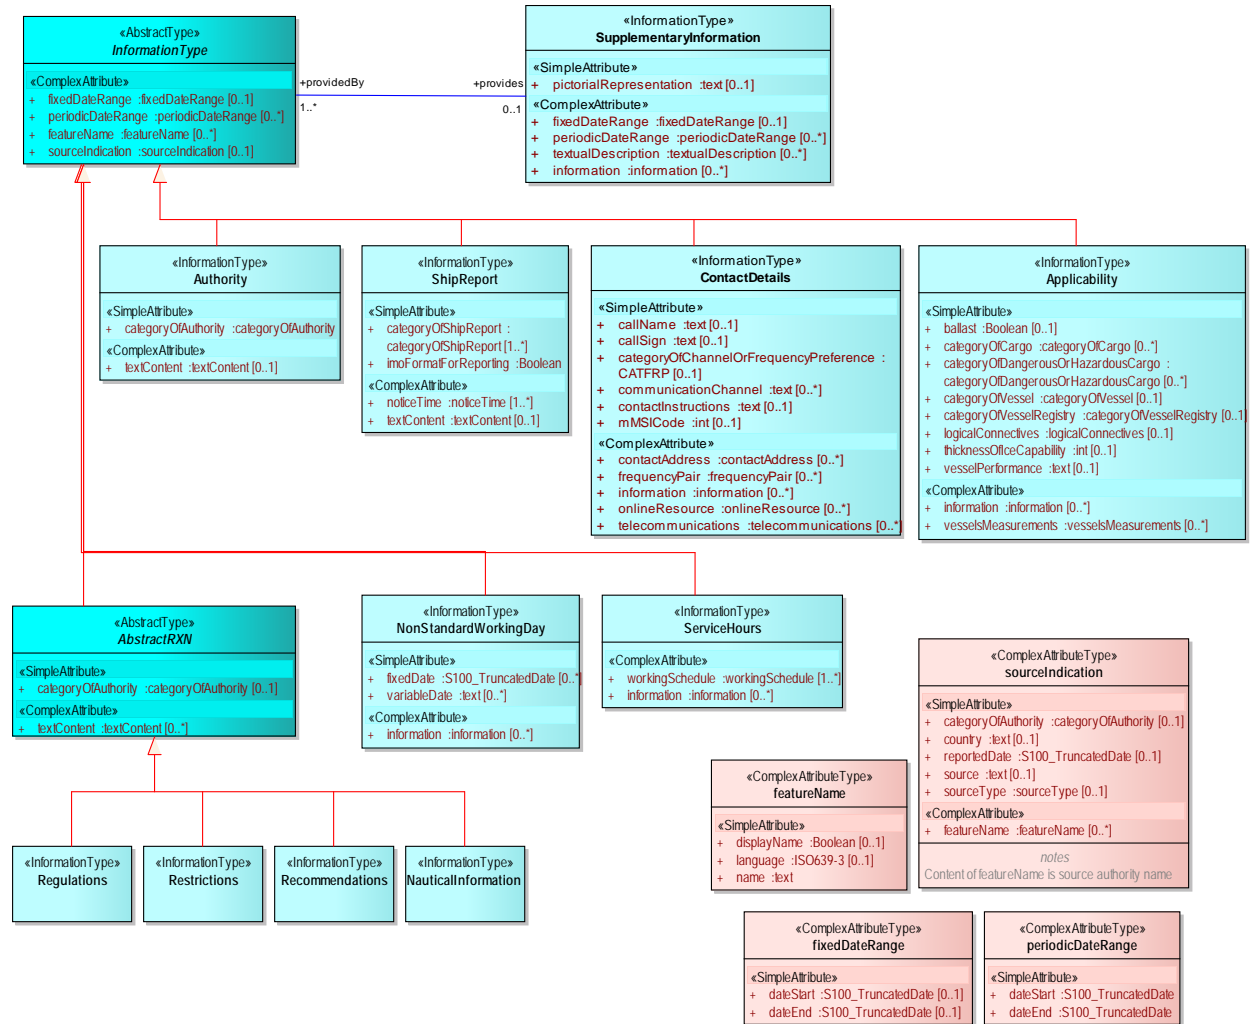 «AbstractType»
InformationType
«ComplexAttribute»
+ fixedDateRange :fixedDateRange [0..1]
+ periodicDateRange :periodicDateRange [0..*]
+ featureName :featureName [0..*]
+ sourceIndication :sourceIndication [0..1]
+providedBy
1..*
+provides
0..1
«InformationType»
SupplementaryInformation
«SimpleAttribute»
+ pictorialRepresentation :text [0..1]
«ComplexAttribute»
+ fixedDateRange :fixedDateRange [0..1]
+ periodicDateRange :periodicDateRange [0..*]
+ textualDescription :textualDescription [0..*]
+ information :information [0..*]
«InformationType»
Authority
«SimpleAttribute»
+ categoryOfAuthority :categoryOfAuthority
«ComplexAttribute»
+ textContent :textContent [0..1]
«InformationType»
ShipReport
«SimpleAttribute»
+ categoryOfShipReport :
categoryOfShipReport [1..*]
+ imoFormatForReporting :Boolean
«ComplexAttribute»
+ noticeTime :noticeTime [1..*]
+ textContent :textContent [0..1]
«InformationType»
ContactDetails
«SimpleAttribute»
+ callName :text [0..1]
+ callSign :text [0..1]
+ categoryOfChannelOrFrequencyPreference :
CATFRP [0..1]
+ communicationChannel :text [0..*]
+ contactInstructions :text [0..1]
+ mMSICode :int [0..1]
«ComplexAttribute»
+ contactAddress :contactAddress [0..*]
+ frequencyPair :frequencyPair [0..*]
+ information :information [0..*]
+ onlineResource :onlineResource [0..*]
+ telecommunications :telecommunications [0..*]
«InformationType»
Applicability
«SimpleAttribute»
+ ballast :Boolean [0..1]
+ categoryOfCargo :categoryOfCargo [0..*]
+ categoryOfDangerousOrHazardousCargo :
categoryOfDangerousOrHazardousCargo [0..*]
+ categoryOfVessel :categoryOfVessel [0..1]
+ categoryOfVesselRegistry :categoryOfVesselRegistry [0..1]
+ logicalConnectives :logicalConnectives [0..1]
+ thicknessOfIceCapability :int [0..1]
+ vesselPerformance :text [0..1]
«ComplexAttribute»
+ information :information [0..*]
+ vesselsMeasurements :vesselsMeasurements [0..*]
«AbstractType»
AbstractRXN
«SimpleAttribute»
+ categoryOfAuthority :categoryOfAuthority [0..1]
«ComplexAttribute»
+ textContent :textContent [0..*]
«InformationType»
NonStandardWorkingDay
«SimpleAttribute»
+ fixedDate :S100_TruncatedDate [0..*]
+ variableDate :text [0..*]
«ComplexAttribute»
+ information :information [0..*]
«InformationType»
ServiceHours
«ComplexAttribute»
+ workingSchedule :workingSchedule [1..*]
+ information :information [0..*]
«ComplexAttributeType»
sourceIndication
«SimpleAttribute»
+ categoryOfAuthority :categoryOfAuthority [0..1]
+ country :text [0..1]
+ reportedDate :S100_TruncatedDate [0..1]
+ source :text [0..1]
+ sourceType :sourceType [0..1]
«ComplexAttribute»
+ featureName :featureName [0..*]
notes
Content of featureName is source authority name
«ComplexAttributeType»
featureName
«SimpleAttribute»
+ displayName :Boolean [0..1]
+ language :ISO639-3 [0..1]
+ name :text
«InformationType»
Regulations
«InformationType»
Restrictions
«InformationType»
Recommendations
«InformationType»
NauticalInformation
«ComplexAttributeType»
fixedDateRange
«SimpleAttribute»
+ dateStart :S100_TruncatedDate [0..1]
+ dateEnd :S100_TruncatedDate [0..1]
«ComplexAttributeType»
periodicDateRange
«SimpleAttribute»
+ dateStart :S100_TruncatedDate
+ dateEnd :S100_TruncatedDate